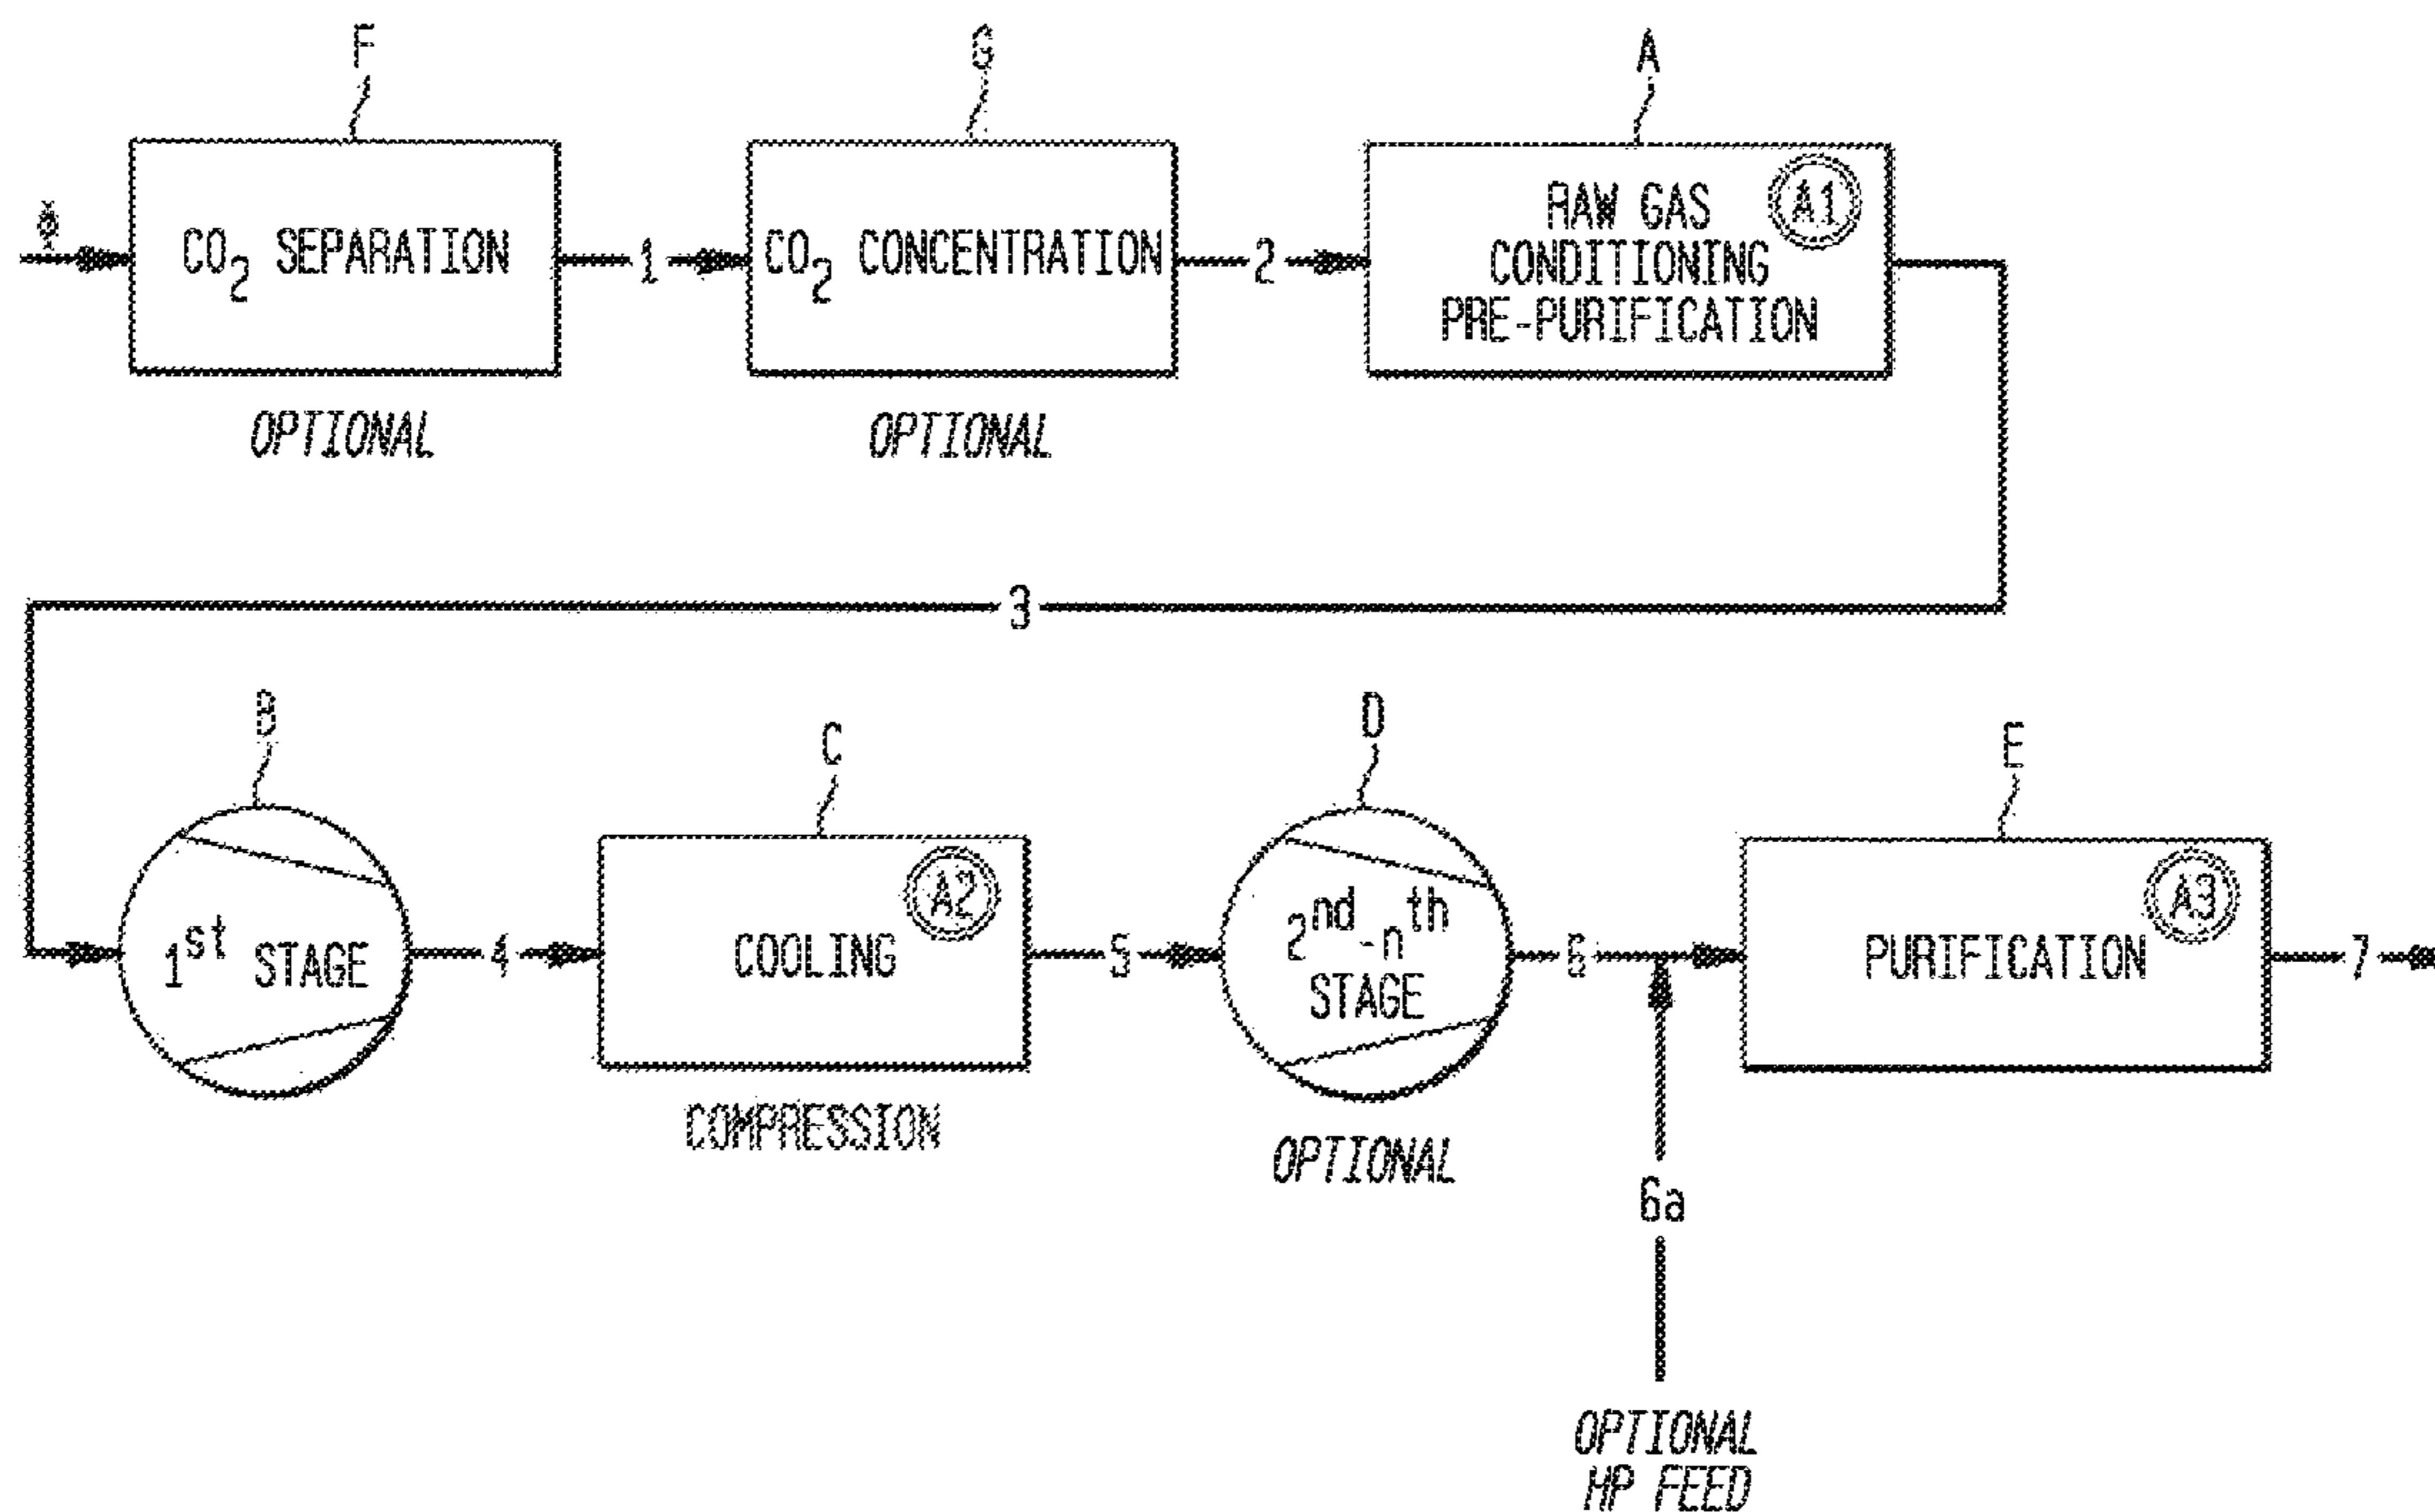 F
G
A
CO2 SEPARATION
1
CO2 CONCENTRATION
2
RAW GAS
CONDITIONING
PRE-PURIFICATION
A1
OPTIONAL
OPTIONAL
3
B
C
D
E
1st STAGE
4
COOLING
A2
5
2nd-nth
STAGE
6
PURIFICATION
A3
7
COMPRESSION
OPTIONAL
6a
OPTIONAL
HP FEED